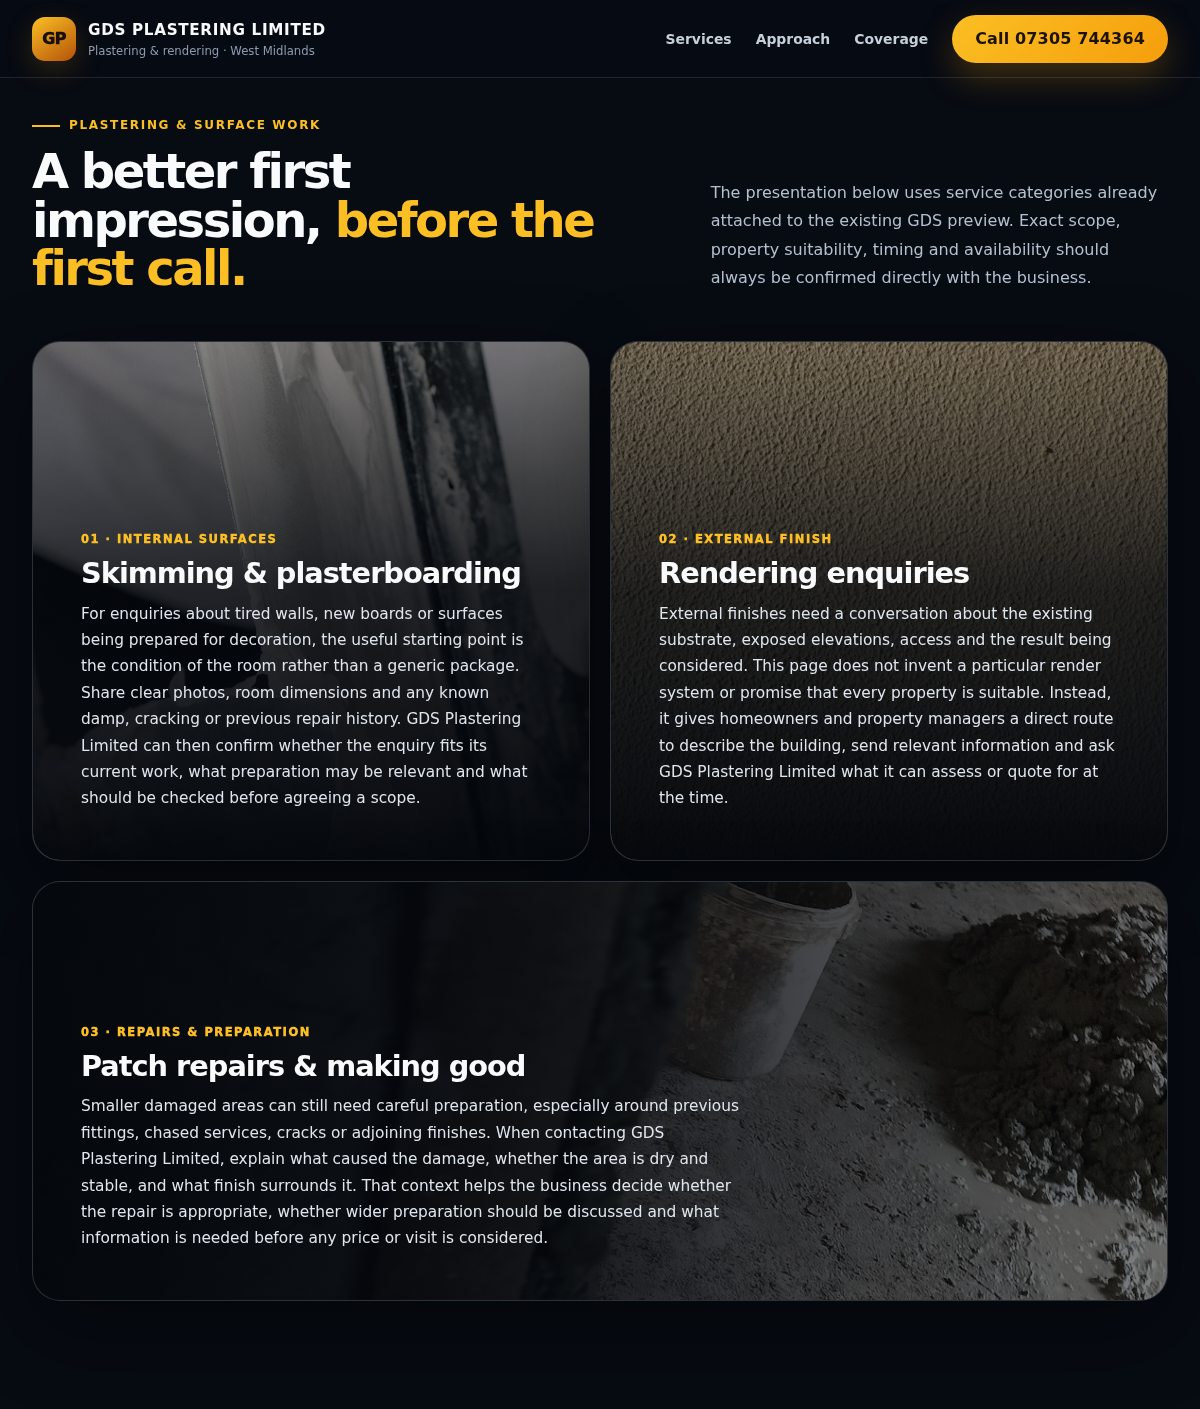 GP
GDS PLASTERING LIMITED
Plastering & rendering · West Midlands
Services
Approach
Coverage
Call 07305 744364
PLASTERING & SURFACE WORK
A better first
impression, before the
first call.
The presentation below uses service categories already
attached to the existing GDS preview. Exact scope,
property suitability, timing and availability should
always be confirmed directly with the business.
01 · INTERNAL SURFACES
Skimming & plasterboarding
For enquiries about tired walls, new boards or surfaces
being prepared for decoration, the useful starting point is
the condition of the room rather than a generic package.
Share clear photos, room dimensions and any known
damp, cracking or previous repair history. GDS Plastering
Limited can then confirm whether the enquiry fits its
current work, what preparation may be relevant and what
should be checked before agreeing a scope.
02 · EXTERNAL FINISH
Rendering enquiries
External finishes need a conversation about the existing
substrate, exposed elevations, access and the result being
considered. This page does not invent a particular render
system or promise that every property is suitable. Instead,
it gives homeowners and property managers a direct route
to describe the building, send relevant information and ask
GDS Plastering Limited what it can assess or quote for at
the time.
03 · REPAIRS & PREPARATION
Patch repairs & making good
Smaller damaged areas can still need careful preparation, especially around previous
fittings, chased services, cracks or adjoining finishes. When contacting GDS
Plastering Limited, explain what caused the damage, whether the area is dry and
stable, and what finish surrounds it. That context helps the business decide whether
the repair is appropriate, whether wider preparation should be discussed and what
information is needed before any price or visit is considered.